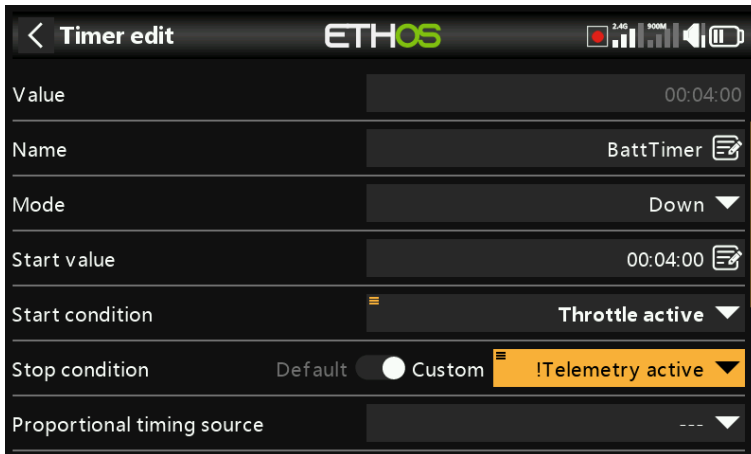 Timer edit ETHOS 2.4G 900M
Value 00:04:00
Name BattTimer
Mode Down
Start value 00:04:00
Start condition Throttle active
Stop condition Default Custom !Telemetry active
Proportional timing source ---